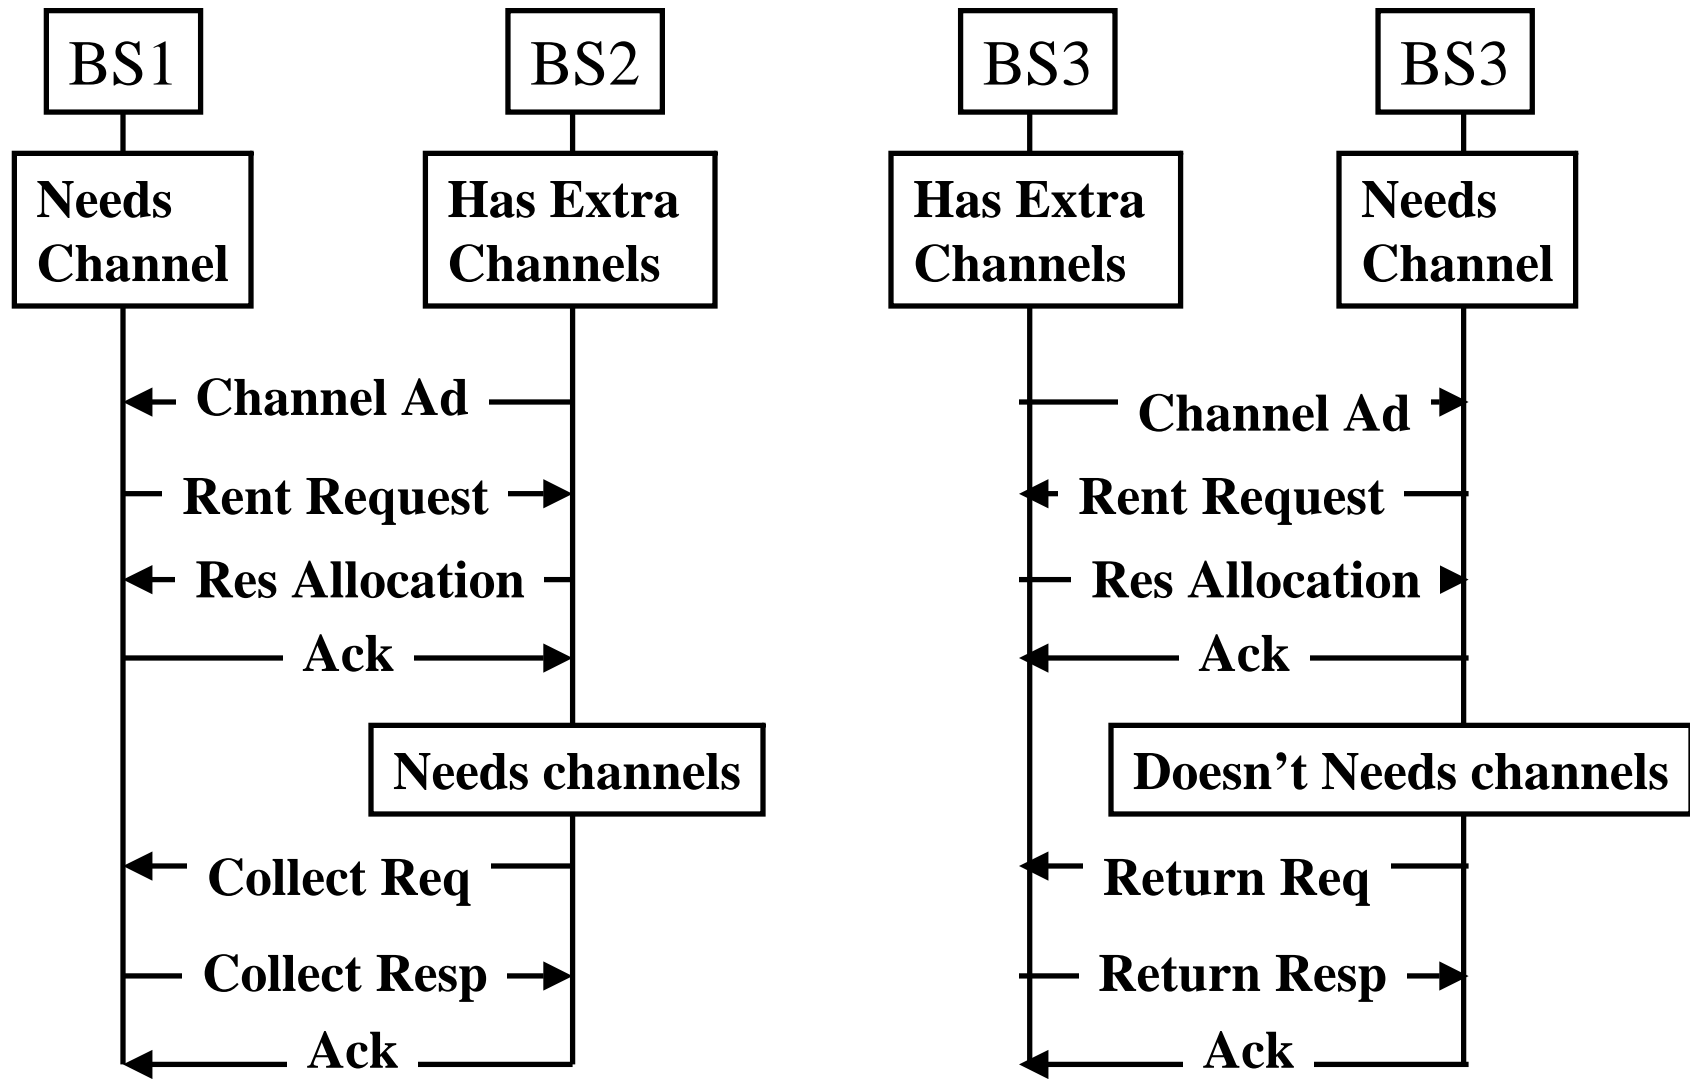 BS1
BS2
BS3
BS3
Needs
Channel
Has Extra
Channels
Has Extra
Channels
Needs
Channel
Channel Ad
Channel Ad
Rent Request
Rent Request
Res Allocation
Res Allocation
Ack
Ack
Needs channels
Doesn’t Needs channels
Collect Req
Return Req
Collect Resp
Return Resp
Ack
Ack